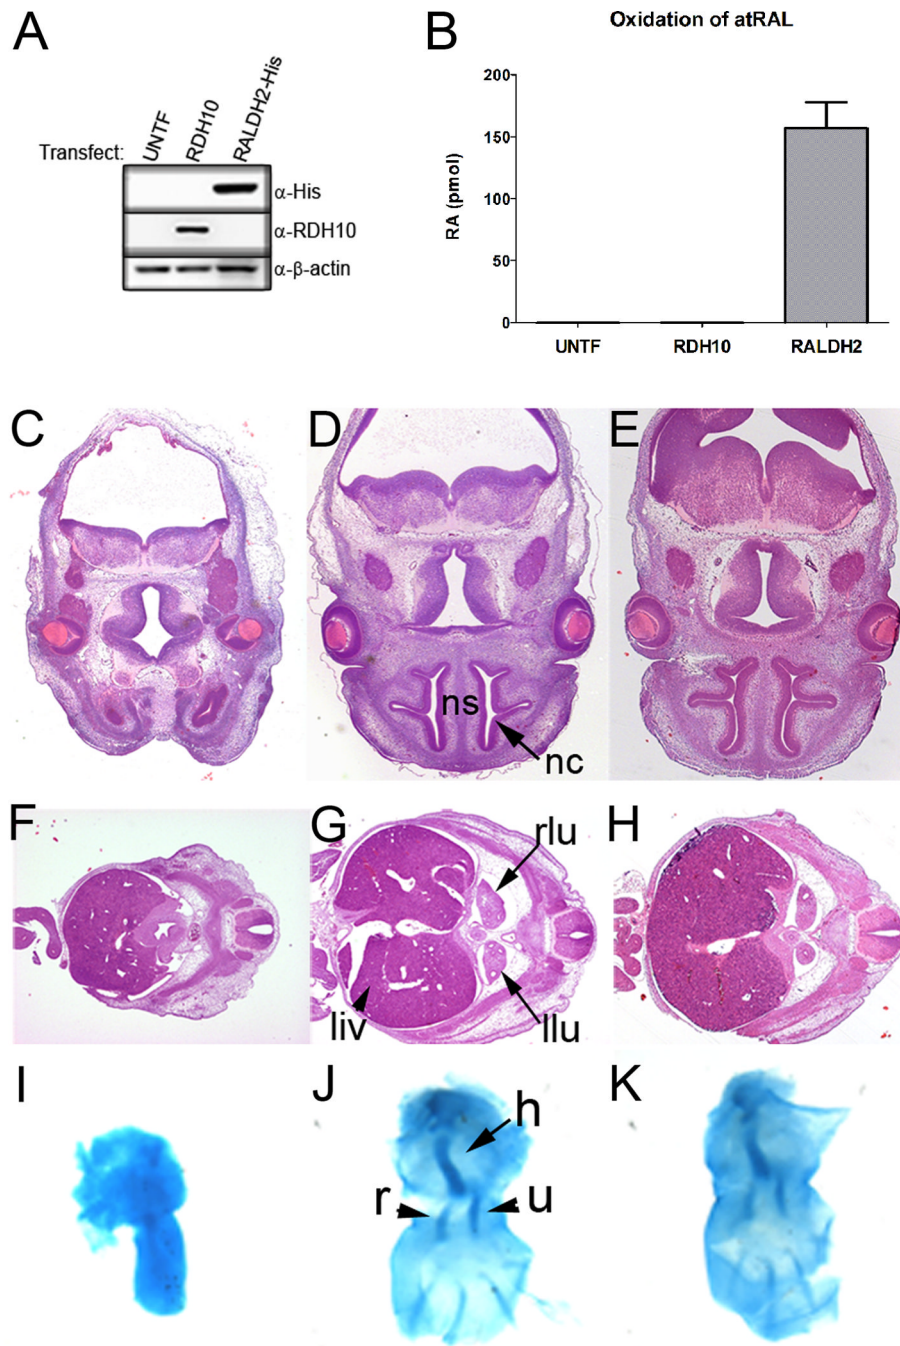 A
Transfect:
UNTF
RDH10
RALDH2-His
α-His
α-RDH10
α-β-actin
B
Oxidation of atRAL
RA (pmol)
200
150
100
50
0
UNTF
RDH10
RALDH2
C
D
E
ns
nc
F
G
H
rlu
liv
llu
I
J
K
h
r
u